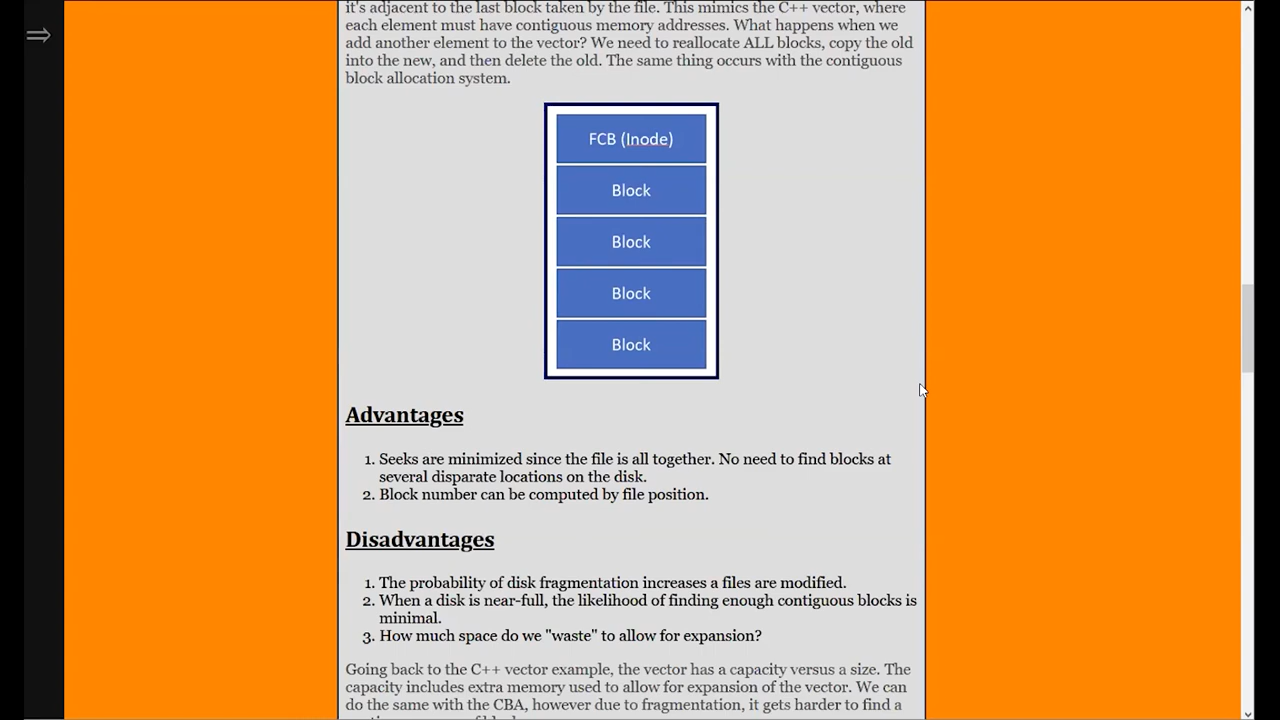 it's adjacent to the last block taken by the file. This mimics the C++ vector, where
each element must have contiguous memory addresses. What happens when we
add another element to the vector? We need to reallocate ALL blocks, copy the old
into the new, and then delete the old. The same thing occurs with the contiguous
block allocation system.
FCB (Inode)
Block
Block
Block
Block
Advantages
1. Seeks are minimized since the file is all together. No need to find blocks at
several disparate locations on the disk.
2. Block number can be computed by file position.
Disadvantages
1. The probability of disk fragmentation increases a files are modified.
2. When a disk is near-full, the likelihood of finding enough contiguous blocks is
minimal.
3. How much space do we "waste" to allow for expansion?
Going back to the C++ vector example, the vector has a capacity versus a size. The
capacity includes extra memory used to allow for expansion of the vector. We can
do the same with the CBA, however due to fragmentation, it gets harder to find a